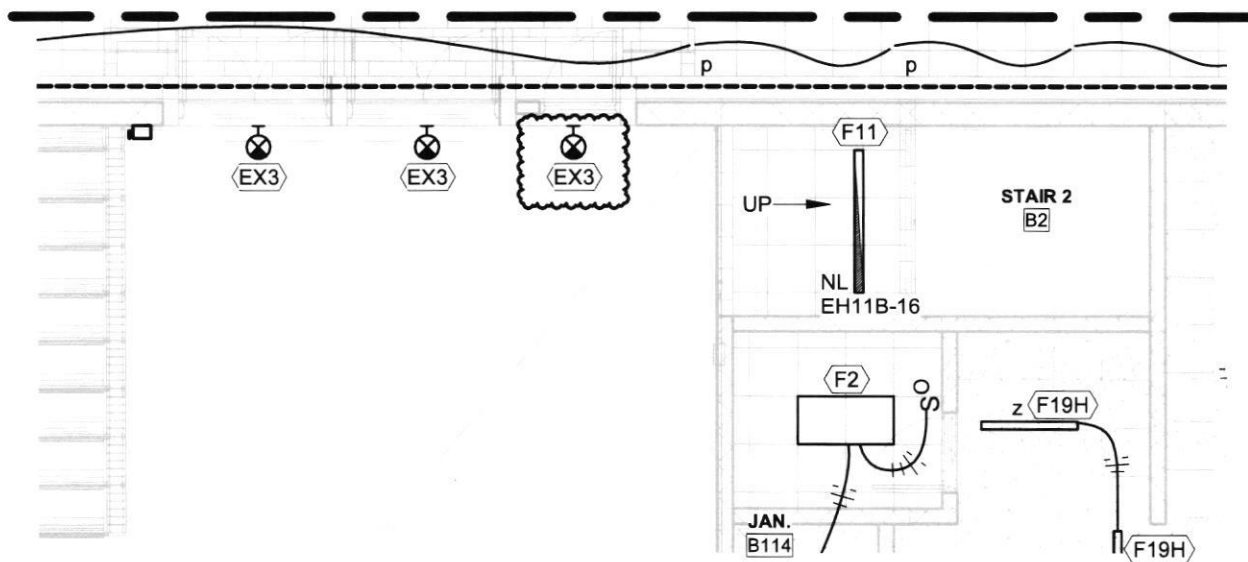 p
p
F11
EX3
EX3
EX3
UP
STAIR 2
B2
NL
EH11B-16
F2
So
z
F19H
JAN.
B114
F19H